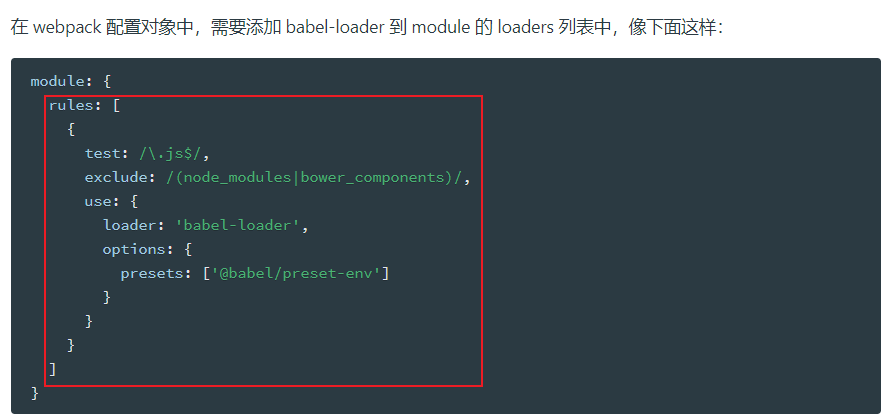 在 webpack 配置对象中，需要添加 babel-loader 到 module 的 loaders 列表中，像下面这样：
module: {
  rules: [
    {
      test: /\.js$/,
      exclude: /(node_modules|bower_components)/,
      use: {
        loader: 'babel-loader',
        options: {
          presets: ['@babel/preset-env']
        }
      }
    }
  ]
}